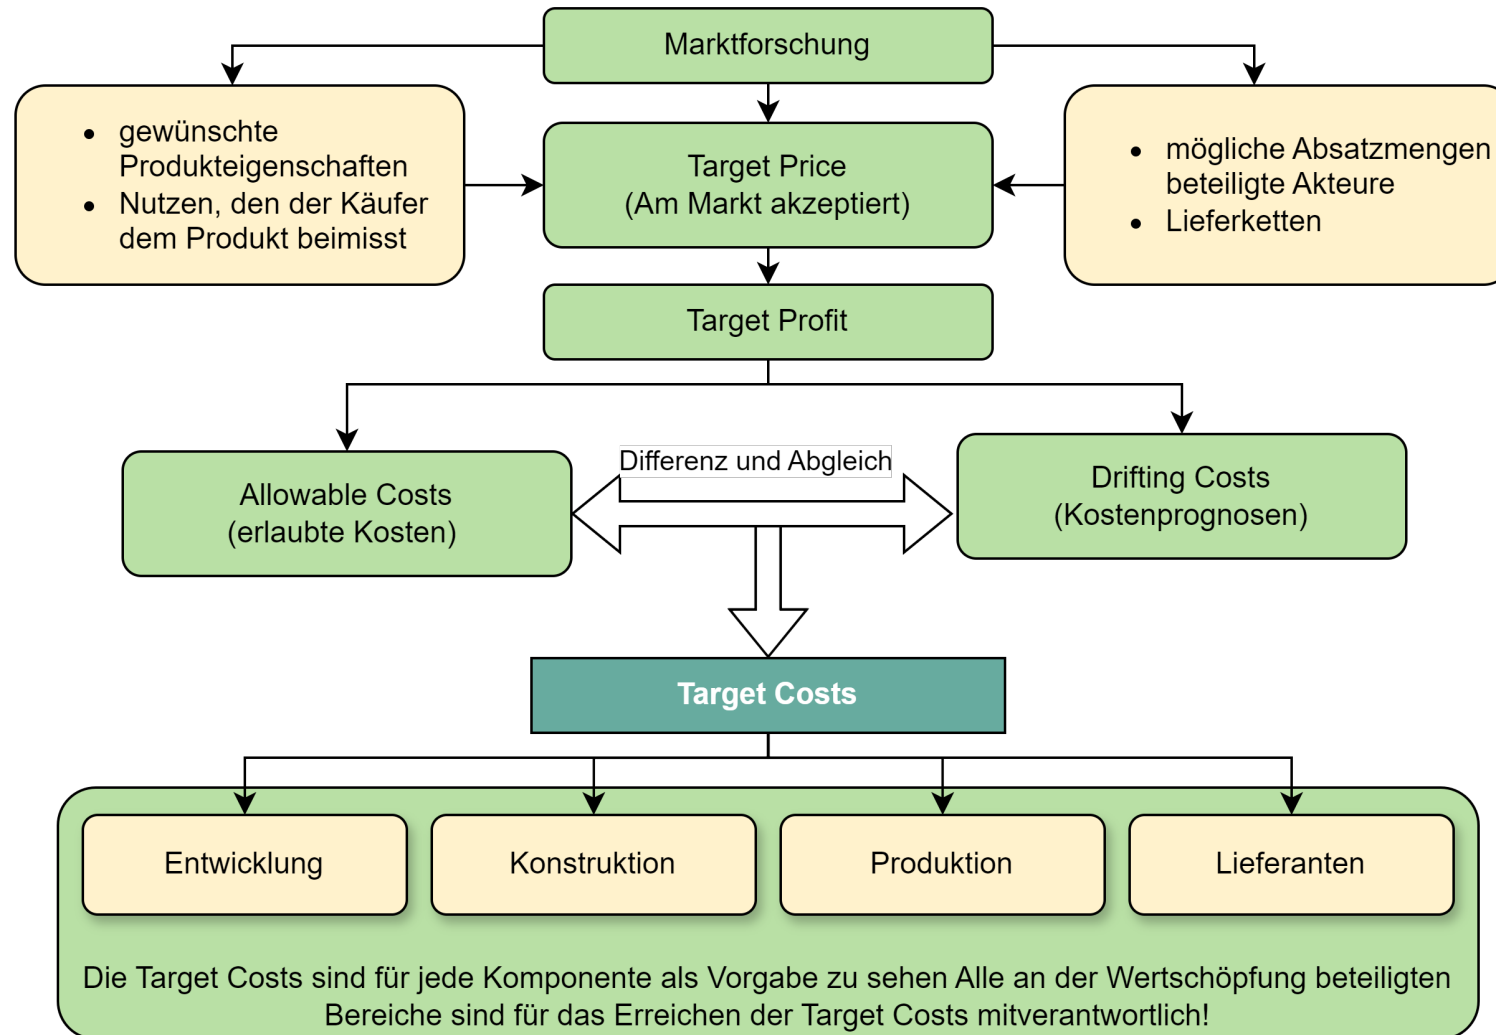 Marktforschung
• gewünschte
Produkteigenschaften
• Nutzen, den der Käufer
dem Produkt beimisst
Target Price
(Am Markt akzeptiert)
• mögliche Absatzmengen
beteiligte Akteure
• Lieferketten
Target Profit
Allowable Costs
(erlaubte Kosten)
Differenz und Abgleich
Drifting Costs
(Kostenprognosen)
Target Costs
Entwicklung
Konstruktion
Produktion
Lieferanten
Die Target Costs sind für jede Komponente als Vorgabe zu sehen Alle an der Wertschöpfung beteiligten
Bereiche sind für das Erreichen der Target Costs mitverantwortlich!